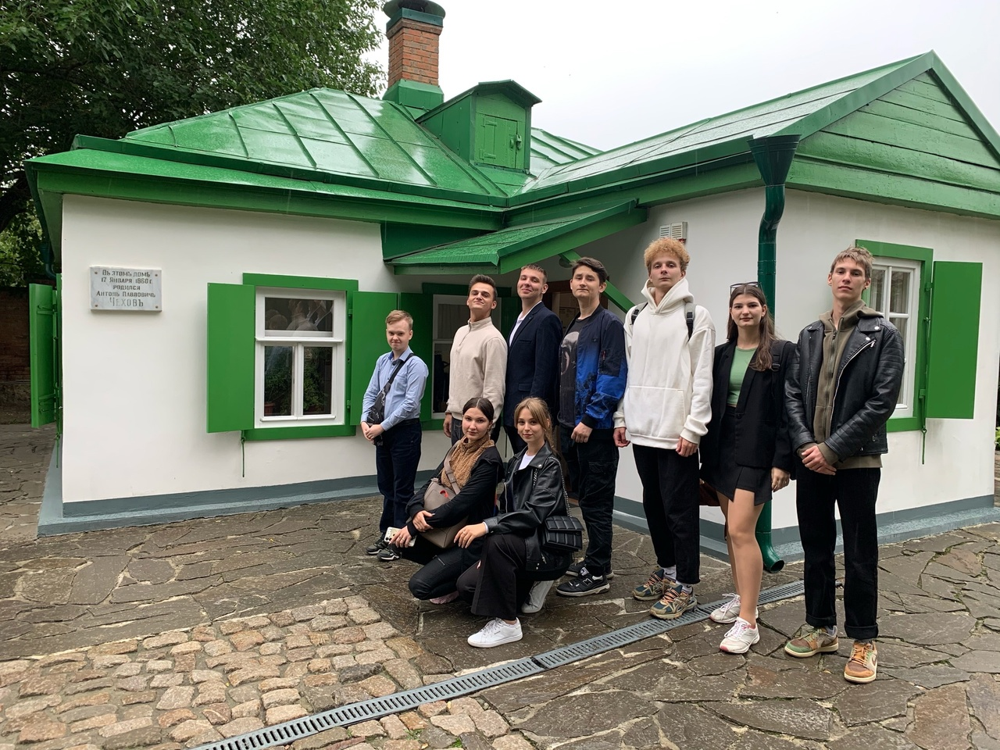 Въ этомъ домѣ
17 января 1860 г.
родился
Антонъ Павловичъ
Чеховъ